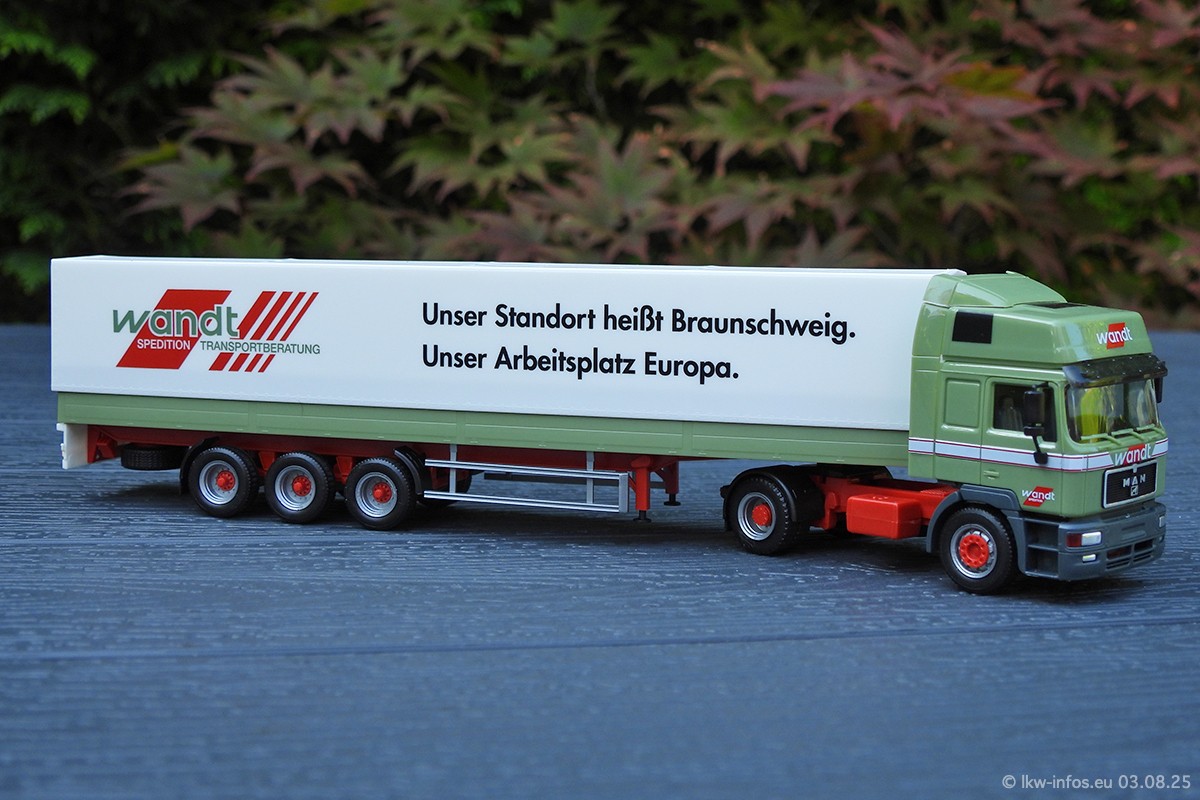 wandt
SPEDITION TRANSPORTBERATUNG
Unser Standort heißt Braunschweig.
Unser Arbeitsplatz Europa.
wandt
wandt
MAN
wandt
© lkw-infos.eu 03.08.25